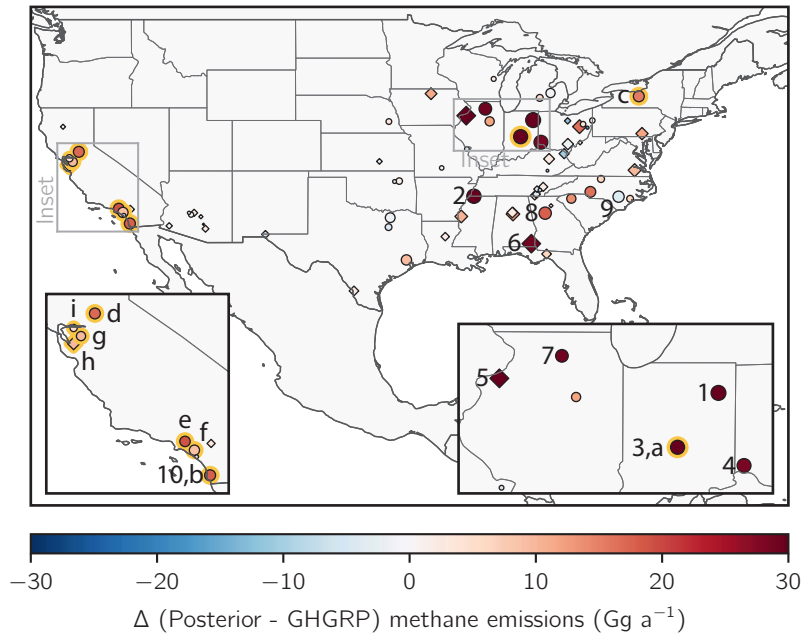 c
Inset
Inset
2
8
9
6
i
d
g
h
e
f
10,b
7
5
1
3,a
4
−30
−20
−10
0
10
20
30
Δ (Posterior - GHGRP) methane emissions (Gg a⁻¹)